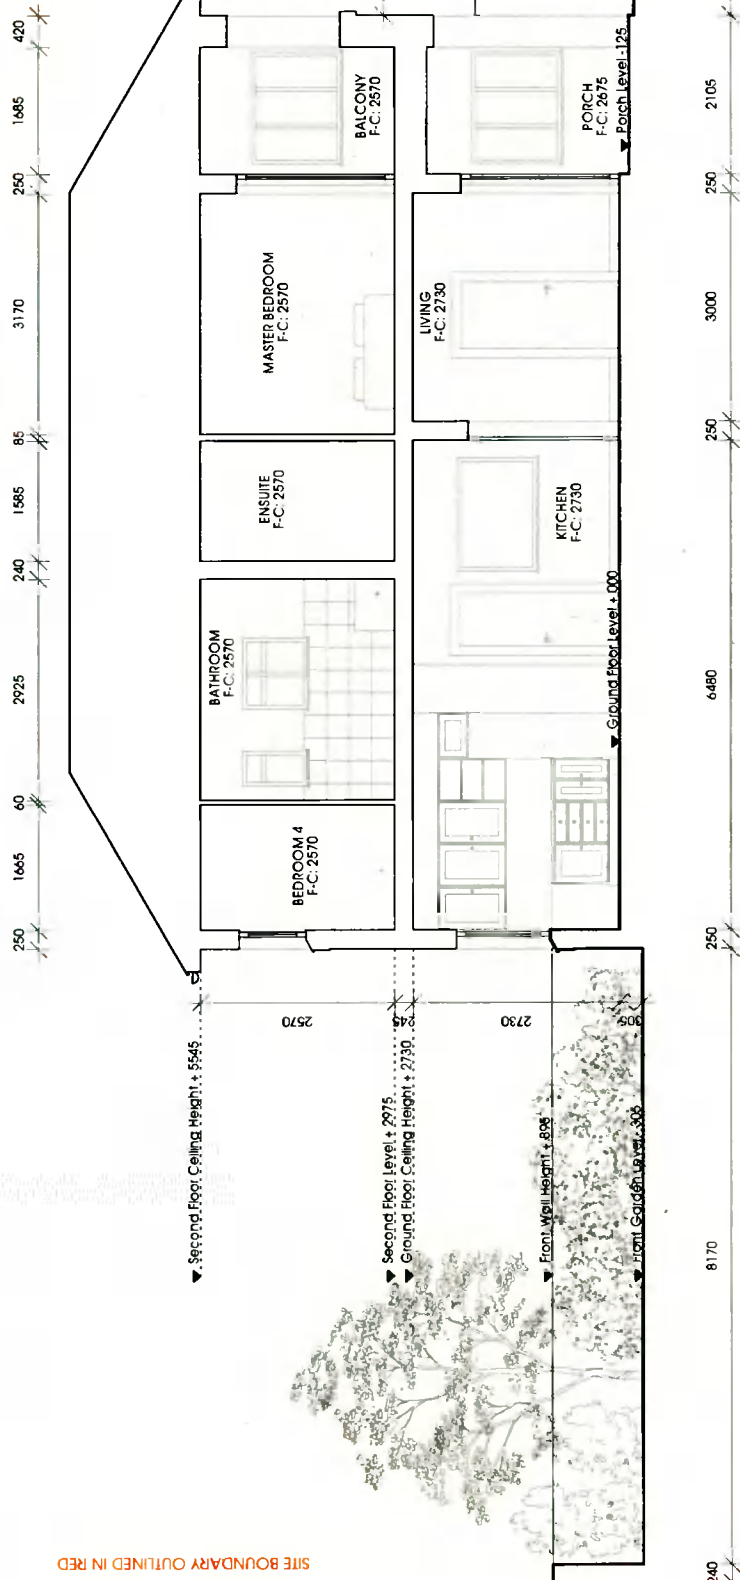 420
1685
250
3170
85
1585
240
2925
60
1665
250
BALCONY
F-C: 2570
PORCH
F-C: 2675
Porch Level -125
MASTER BEDROOM
F-C: 2570
LIVING
F-C: 2730
ENSUITE
F-C: 2570
KITCHEN
F-C: 2730
BATHROOM
F-C: 2570
Ground Floor Level + 000
BEDROOM 4
F-C: 2570
2105
250
3000
250
6480
250
8170
240
2570
245
2730
305
Second Floor Ceiling Height + 5545
Second Floor Level + 2975
Ground Floor Ceiling Height + 2730
Front Wall Height + 895
Front Garden Level - 305
SITE BOUNDARY OUTLINED IN RED